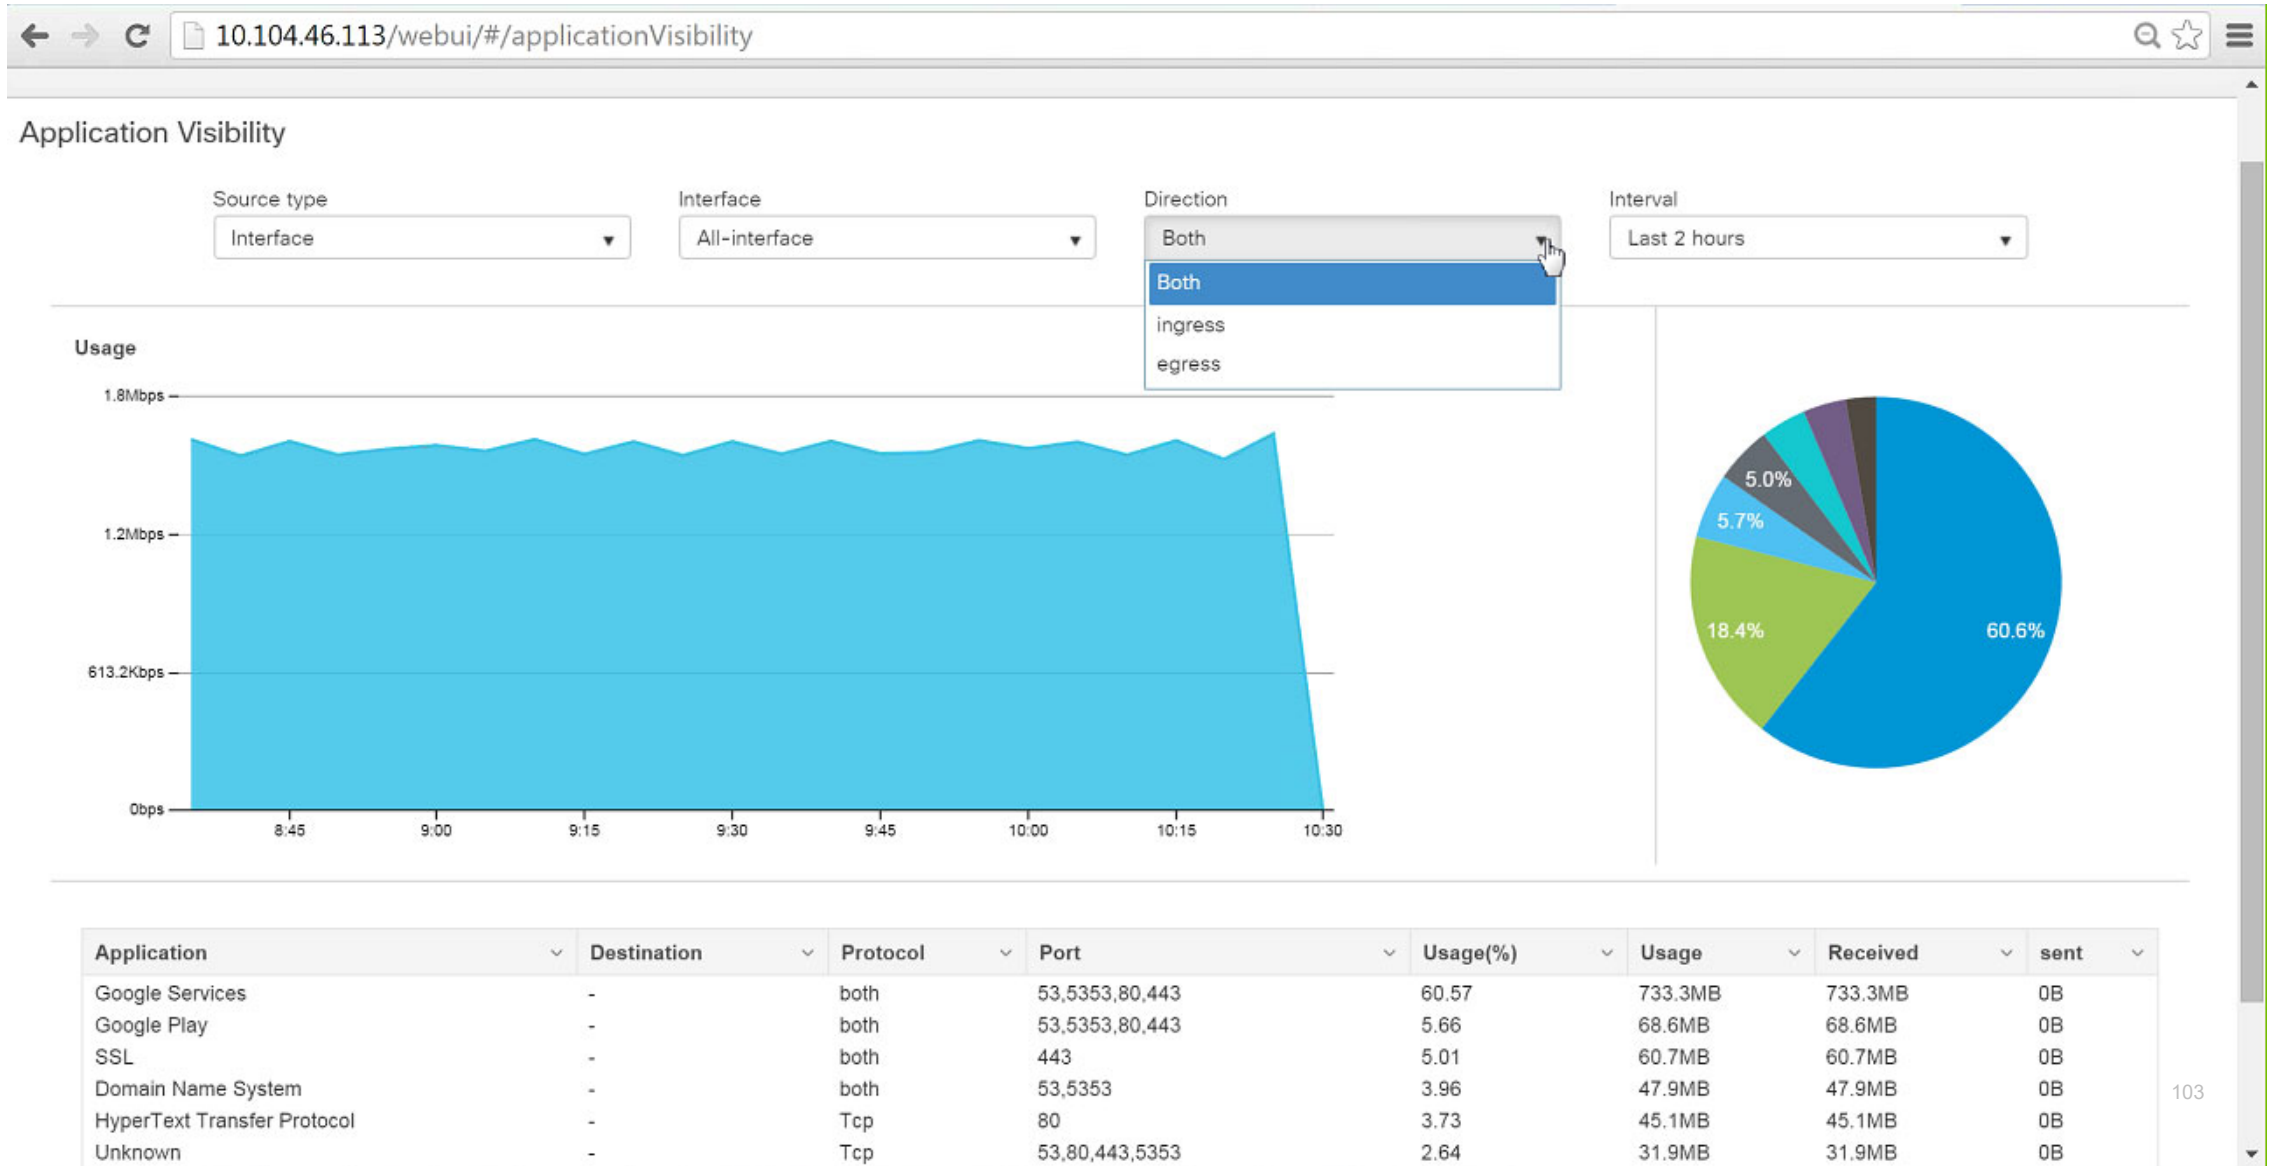 10.104.46.113/webui/#/applicationVisibility
Application Visibility
Source type Interface Direction Interval
Interface All-interface Both Last 2 hours
Both
ingress
egress
Usage
1.8Mbps
1.2Mbps
613.2Kbps
0bps
8:45 9:00 9:15 9:30 9:45 10:00 10:15 10:30
5.0%
5.7%
18.4%
60.6%
Application Destination Protocol Port Usage(%) Usage Received sent
Google Services - both 53,5353,80,443 60.57 733.3MB 733.3MB 0B
Google Play - both 53,5353,80,443 5.66 68.6MB 68.6MB 0B
SSL - both 443 5.01 60.7MB 60.7MB 0B
Domain Name System - both 53,5353 3.96 47.9MB 47.9MB 0B
103
HyperText Transfer Protocol - Tcp 80 3.73 45.1MB 45.1MB 0B
Unknown - Tcp 53,80,443,5353 2.64 31.9MB 31.9MB 0B